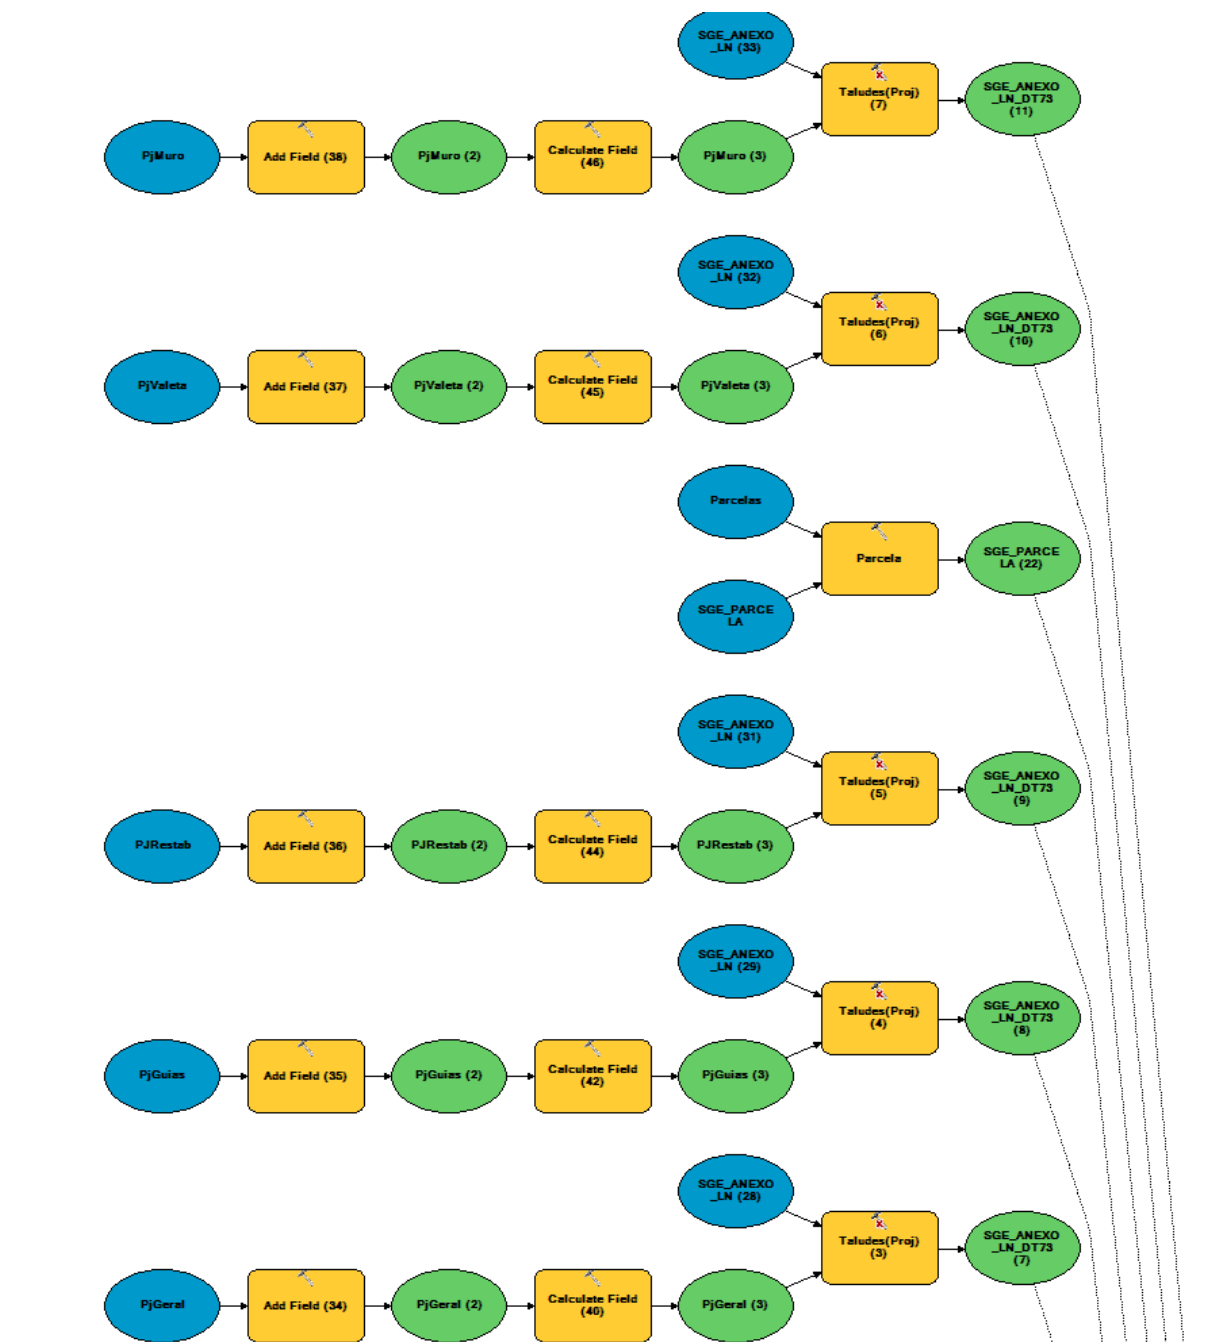 SGE_ANEXO
_LN (33)
Taludes(Proj)
(7)
SGE_ANEXO
_LN_DT73
(11)
PjMuro
Add Field (38)
PjMuro (2)
Calculate Field
(46)
PjMuro (3)
SGE_ANEXO
_LN (32)
Taludes(Proj)
(6)
SGE_ANEXO
_LN_DT73
(10)
PjValeta
Add Field (37)
PjValeta (2)
Calculate Field
(45)
PjValeta (3)
Parcelas
Parcela
SGE_PARCE
LA (22)
SGE_PARCE
LA
SGE_ANEXO
_LN (31)
Taludes(Proj)
(5)
SGE_ANEXO
_LN_DT73
(9)
PJRestab
Add Field (36)
PJRestab (2)
Calculate Field
(44)
PJRestab (3)
SGE_ANEXO
_LN (29)
Taludes(Proj)
(4)
SGE_ANEXO
_LN_DT73
(8)
PjGuias
Add Field (35)
PjGuias (2)
Calculate Field
(42)
PjGuias (3)
SGE_ANEXO
_LN (28)
Taludes(Proj)
(3)
SGE_ANEXO
_LN_DT73
(7)
PjGeral
Add Field (34)
PjGeral (2)
Calculate Field
(40)
PjGeral (3)